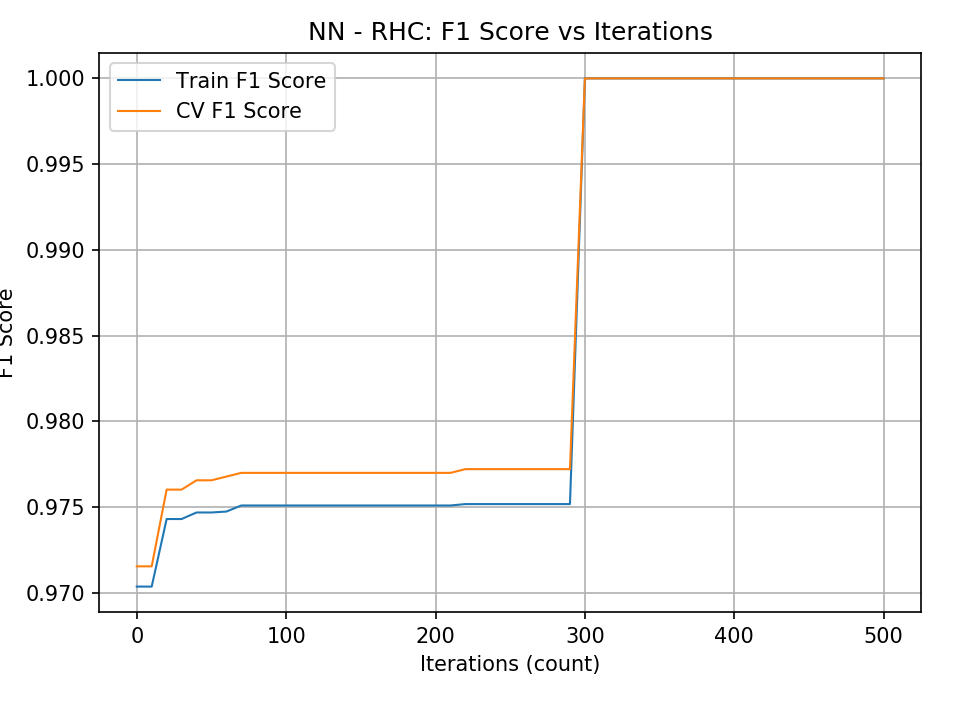 NN - RHC: F1 Score vs Iterations
Train F1 Score
CV F1 Score
1.000
0.995
0.990
0.985
0.980
0.975
0.970
F1 Score
0 100 200 300 400 500
Iterations (count)